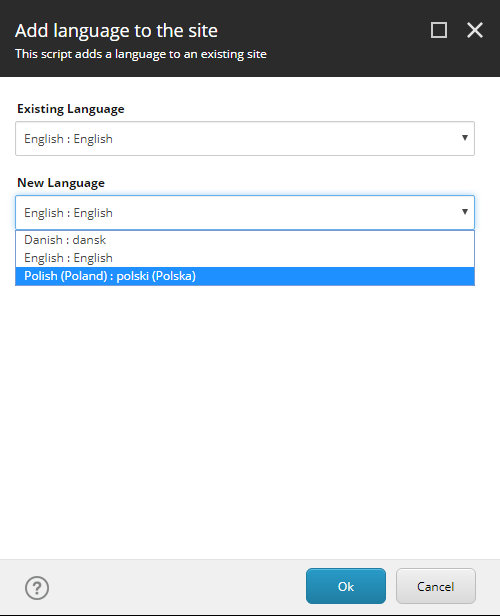 Add language to the site
This script adds a language to an existing site
Existing Language
English : English
New Language
English : English
Danish : dansk
English : English
Polish (Poland) : polski (Polska)
?
Ok Cancel